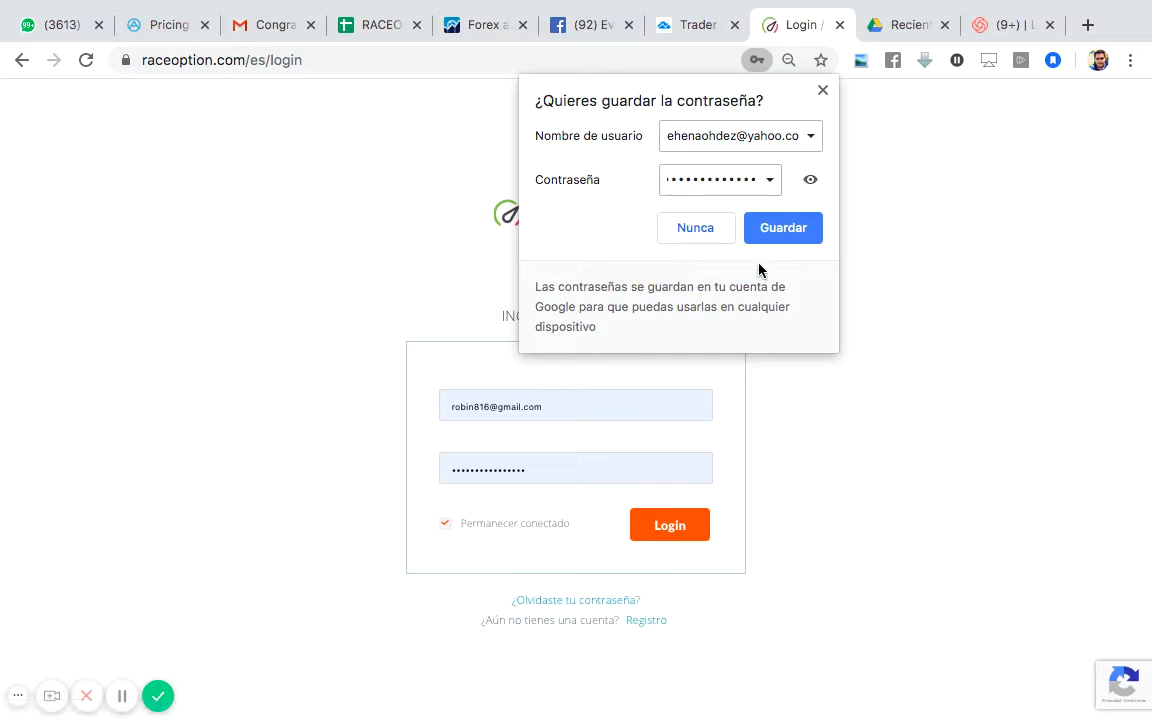 (3613)
Pricing
Congra
RACEO
Forex a
(92) Ev
Trader
Login /
Recient
(9+) | L
raceoption.com/es/login
¿Quieres guardar la contraseña?
Nombre de usuario
ehenaohdez@yahoo.co
Contraseña
Nunca
Guardar
Las contraseñas se guardan en tu cuenta de
Google para que puedas usarlas en cualquier
dispositivo
robin816@gmail.com
Permanecer conectado
Login
¿Olvidaste tu contraseña?
¿Aún no tienes una cuenta? Registro